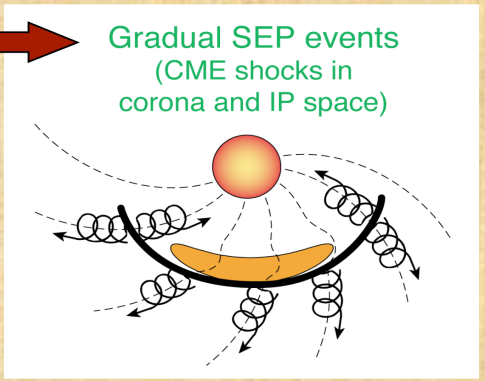 Gradual SEP events
(CME shocks in
corona and IP space)